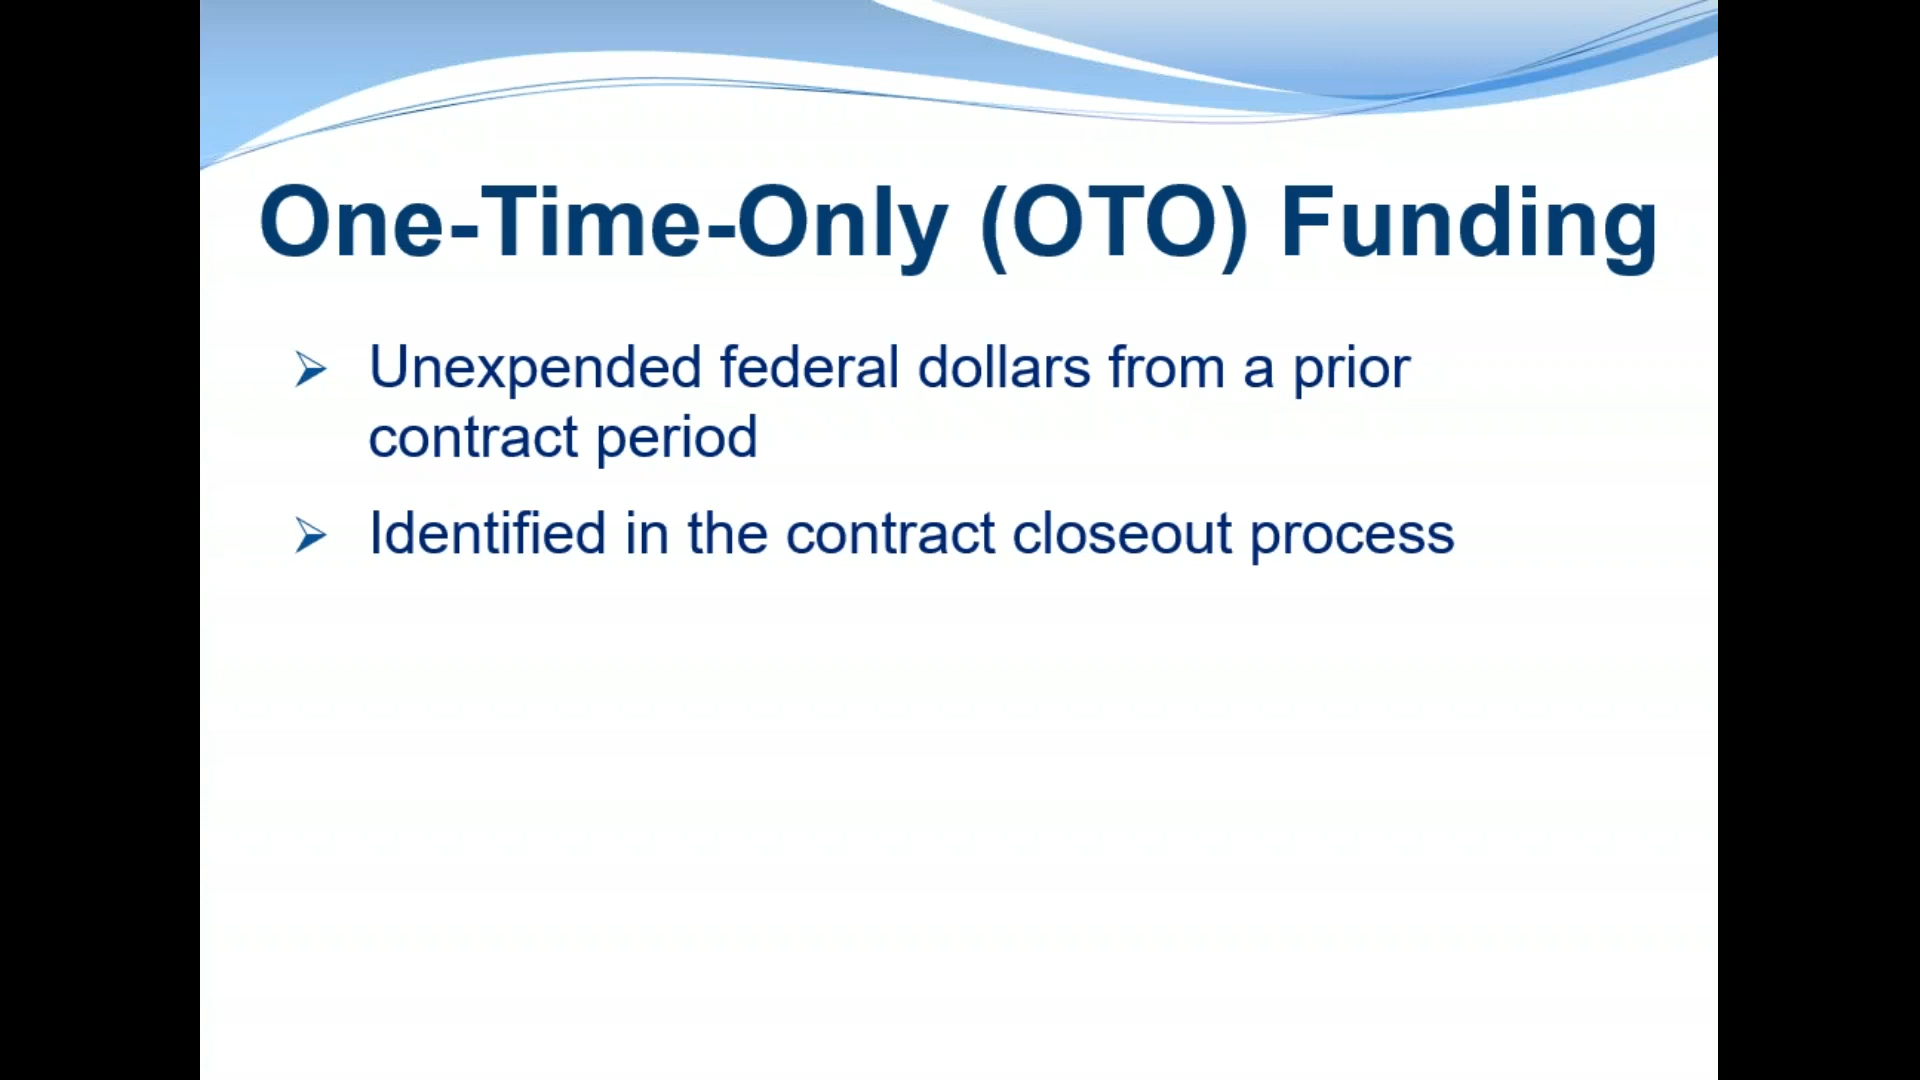 One-Time-Only (OTO) Funding
Unexpended federal dollars from a prior
contract period
Identified in the contract closeout process